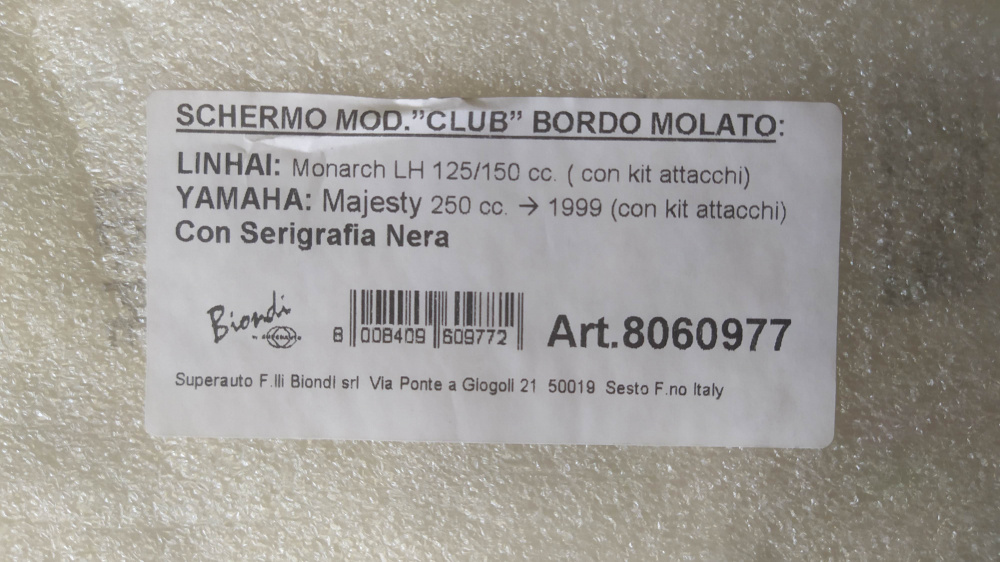 SCHERMO MOD.”CLUB” BORDO MOLATO:
LINHAI: Monarch LH 125/150 cc. ( con kit attacchi)
YAMAHA: Majesty 250 cc. → 1999 (con kit attacchi)
Con Serigrafia Nera
Biondi
8 008409 609772
Art.8060977
Superauto F.lli Biondi srl Via Ponte a Giogoli 21 50019 Sesto F.no Italy